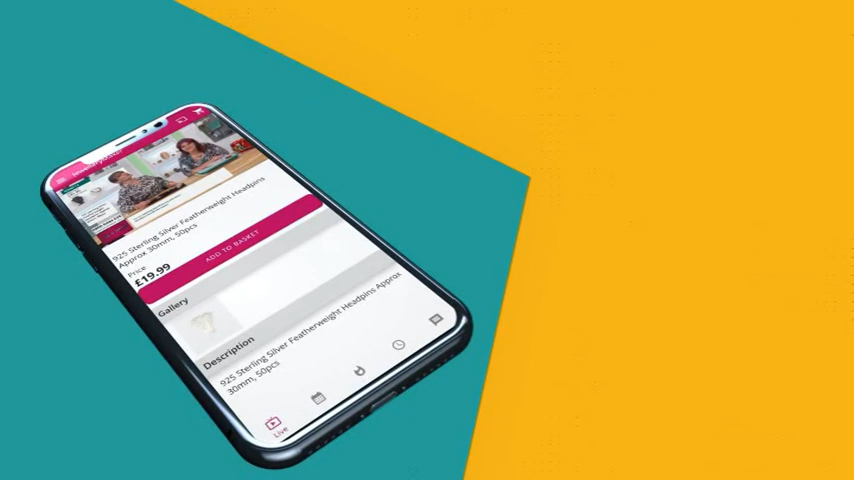 925 Sterling Silver Featherweight Headpins
Approx 30mm, 50pcs
Price
£19.99
ADD TO BASKET
Gallery
Description
925 Sterling Silver Featherweight Headpins Approx
30mm, 50pcs
Live